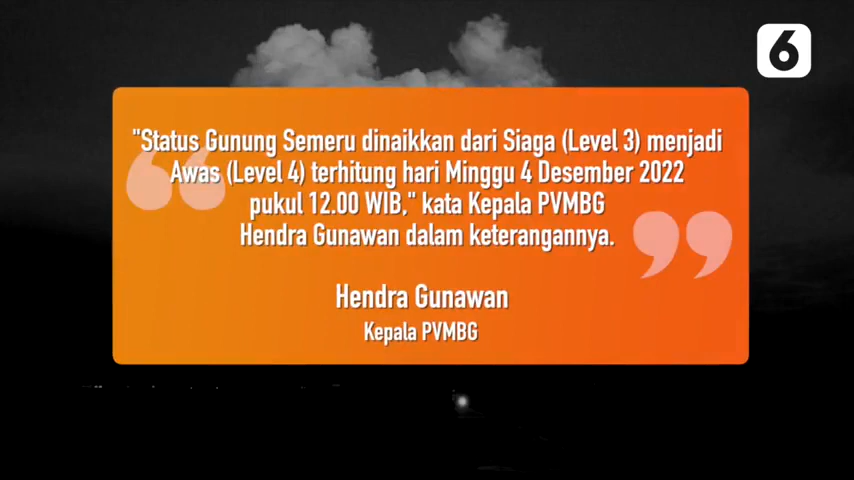 6
"Status Gunung Semeru dinaikkan dari Siaga (Level 3) menjadi
Awas (Level 4) terhitung hari Minggu 4 Desember 2022
pukul 12.00 WIB," kata Kepala PVMBG
Hendra Gunawan dalam keterangannya.
Hendra Gunawan
Kepala PVMBG